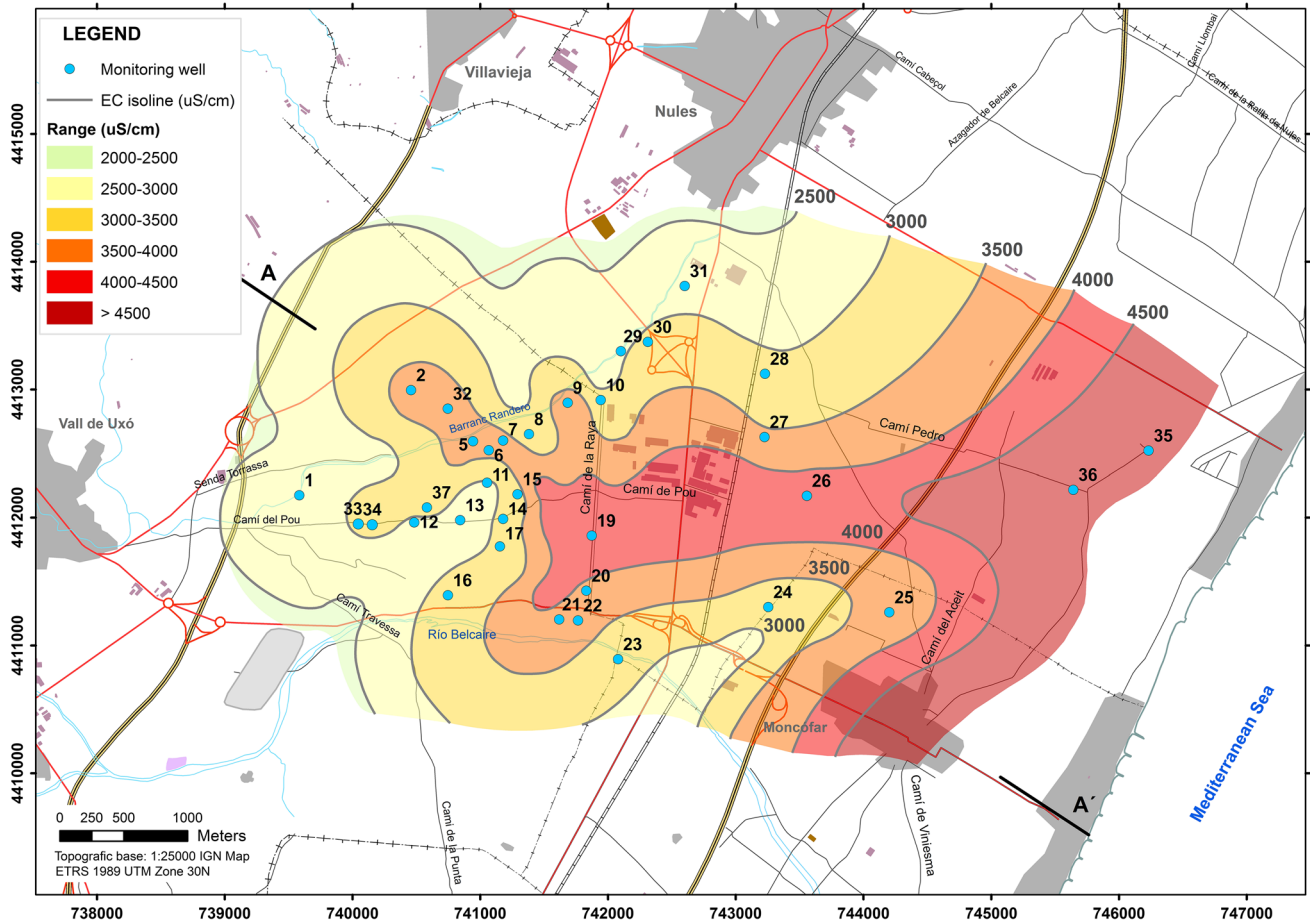 LEGEND
Monitoring well
EC isoline (uS/cm)
Range (uS/cm)
2000-2500
2500-3000
3000-3500
3500-4000
4000-4500
> 4500
Villavieja
Nules
Camí Cabeçol
Camí Llombai
Camí de la Ratlla de Nules
Azagador de Belcaire
4415000
4414000
4413000
4412000
4411000
4410000
2500
3000
3500
4000
4500
A
31
30
29
28
2
32
9
10
Barranc Randero
8
7
5
6
27
Camí Pedro
35
36
Vall de Uxó
Senda Torrassa
1
11
15
Camí de la Raya
Camí de Pou
26
37
33
34
Camí del Pou
12
13
14
17
19
4000
3500
16
20
24
25
21
22
Camí Travessa
Río Belcaire
3000
Camí del Aceit
23
Moncofar
Mediterranean Sea
A´
0 250 500 1000
Meters
Topografic base: 1:25000 IGN Map
ETRS 1989 UTM Zone 30N
Camí de la Punta
Camí de Viniesma
738000 739000 740000 741000 742000 743000 744000 745000 746000 747000